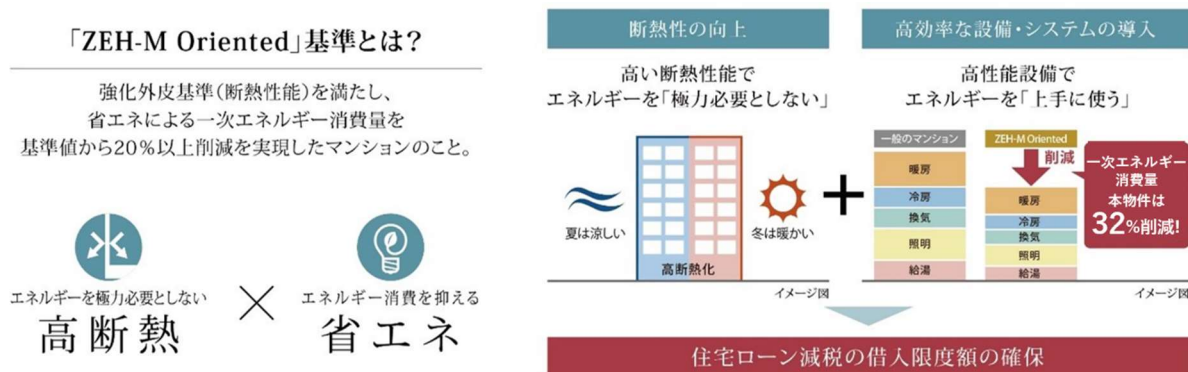 「ZEH-M Oriented」基準とは？
強化外皮基準（断熱性能）を満たし、
省エネによる一次エネルギー消費量を
基準値から20％以上削減を実現したマンションのこと。
エネルギーを極力必要としない
高断熱
×
エネルギー消費を抑える
省エネ
断熱性の向上
高い断熱性能で
エネルギーを「極力必要としない」
夏は涼しい
高断熱化
冬は暖かい
イメージ図
+
高効率な設備・システムの導入
高性能設備で
エネルギーを「上手に使う」
一般のマンション
暖房
冷房
換気
照明
給湯
ZEH-M Oriented
削減
暖房
冷房
換気
照明
給湯
一次エネルギー
消費量
本物件は
32%削減!
イメージ図
住宅ローン減税の借入限度額の確保